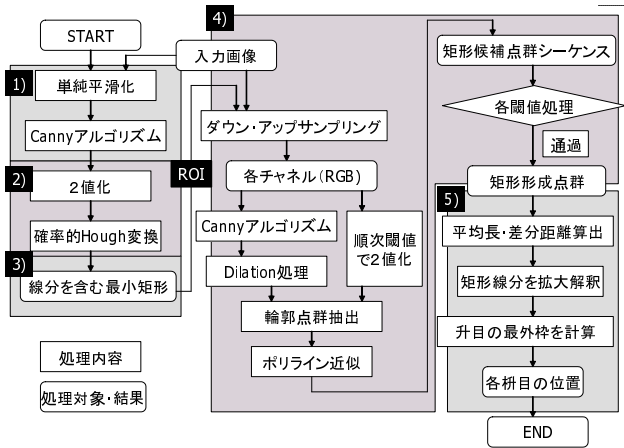 START
入力画像
1)
単純平滑化
Cannyアルゴリズム
2)
2値化
確率的Hough変換
3)
線分を含む最小矩形
ROI
処理内容
処理対象・結果
4)
ダウン・アップサンプリング
各チャネル(RGB)
Cannyアルゴリズム
Dilation処理
順次閾値
で2値化
輪郭点群抽出
ポリライン近似
矩形候補点群シーケンス
各閾値処理
通過
矩形形成点群
5)
平均長・差分距離算出
矩形線分を拡大解釈
升目の最外枠を計算
各枡目の位置
END